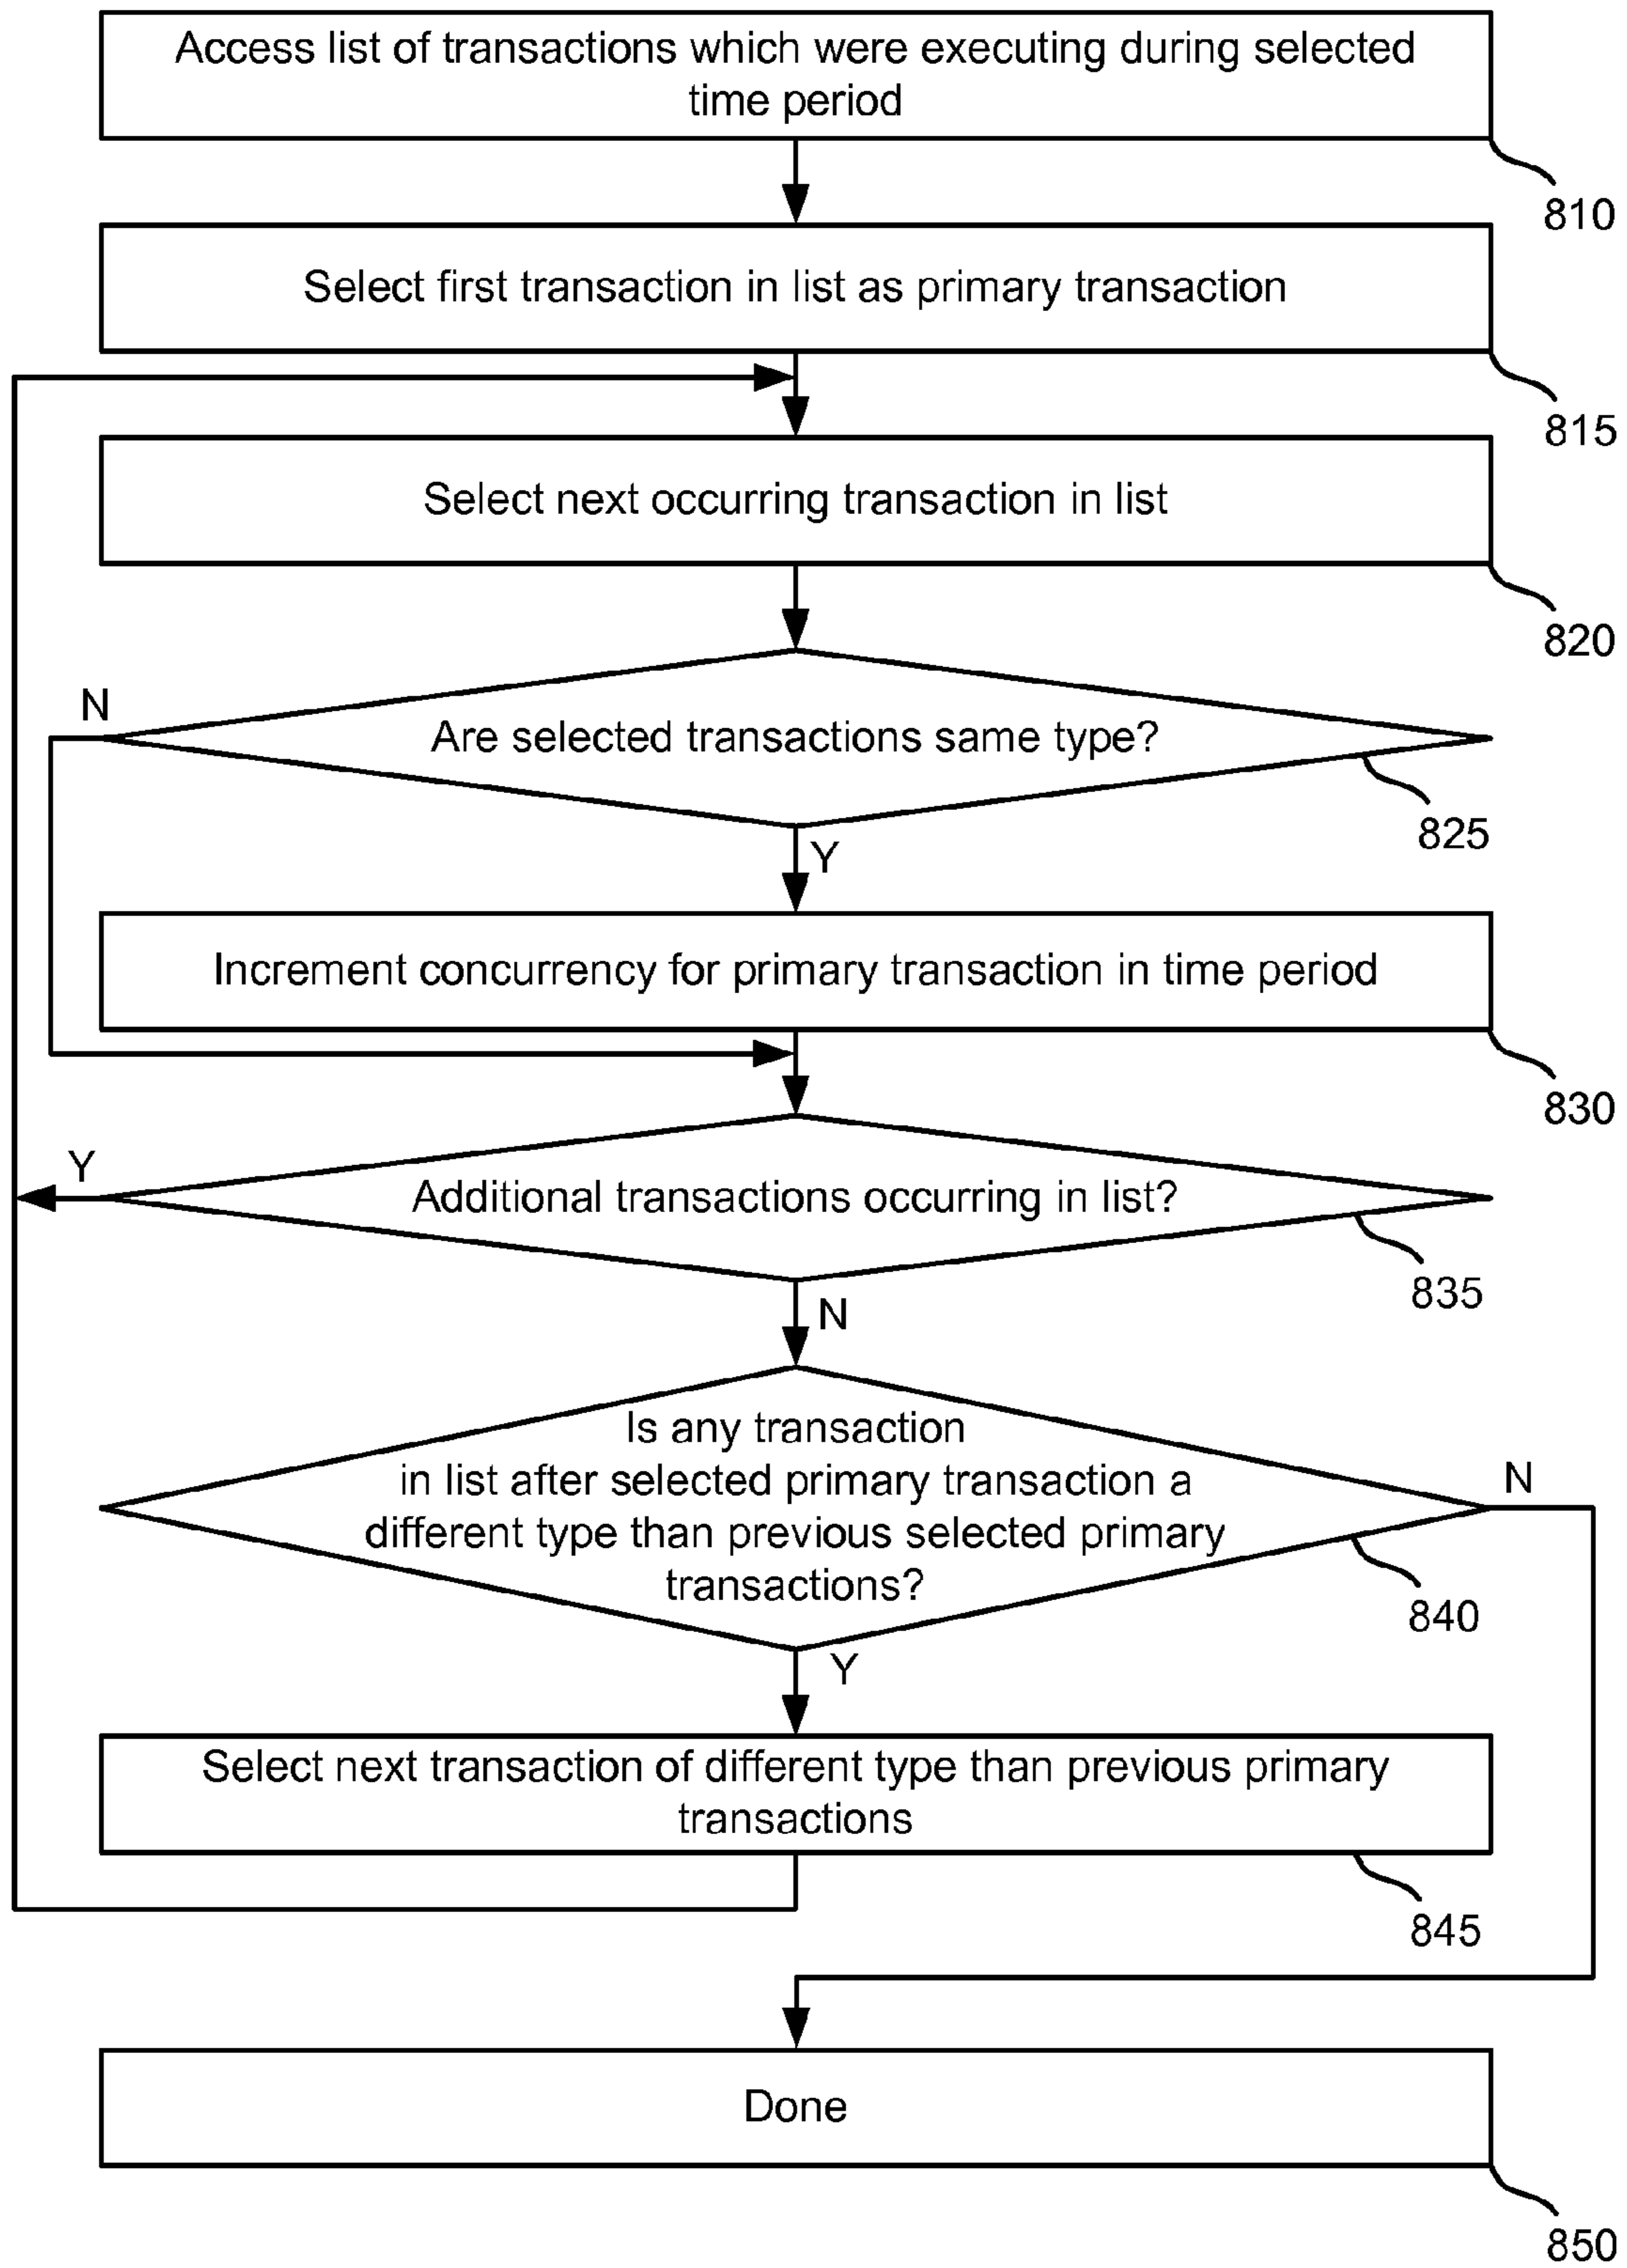 Access list of transactions which were executing during selected
time period
810
Select first transaction in list as primary transaction
815
Select next occurring transaction in list
820
N
Are selected transactions same type?
825
Y
Increment concurrency for primary transaction in time period
830
Y
Additional transactions occurring in list?
835
N
Is any transaction
in list after selected primary transaction a
different type than previous selected primary
transactions?
N
840
Y
Select next transaction of different type than previous primary
transactions
845
Done
850